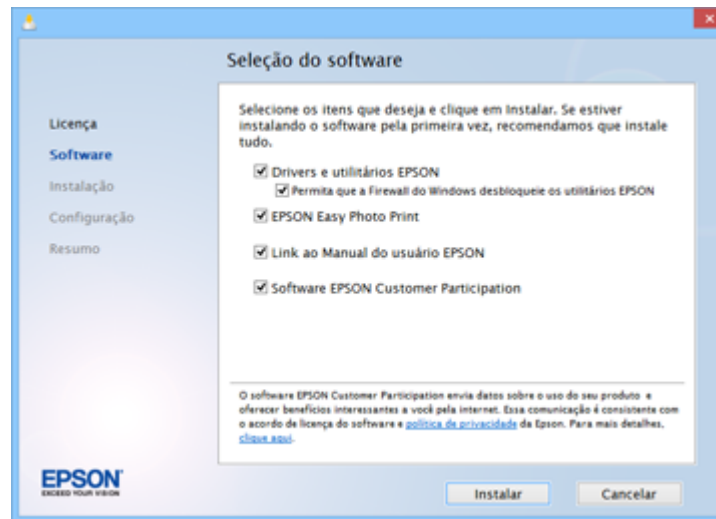 Seleção do software
Licença
Software
Instalação
Configuração
Resumo
Selecione os itens que deseja e clique em Instalar. Se estiver
instalando o software pela primeira vez, recomendamos que instale
tudo.
Drivers e utilitários EPSON
Permita que a Firewall do Windows desbloqueie os utilitários EPSON
EPSON Easy Photo Print
Link ao Manual do usuário EPSON
Software EPSON Customer Participation
O software EPSON Customer Participation envia datos sobre o uso do seu produto e
oferecer benefícios interessantes a você pela internet. Essa comunicação é consistente com
o acordo de licença do software e política de privacidade da Epson. Para mais detalhes,
clique aqui.
EPSON
EXCEED YOUR VISION
Instalar
Cancelar